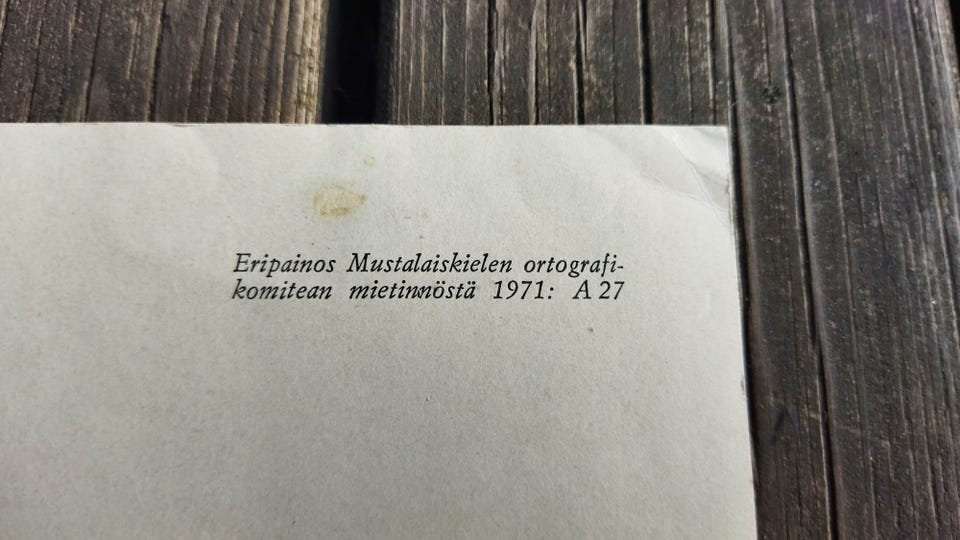 Eripainos Mustalaiskielen ortografi-
komitean mietinnöstä 1971: A 27